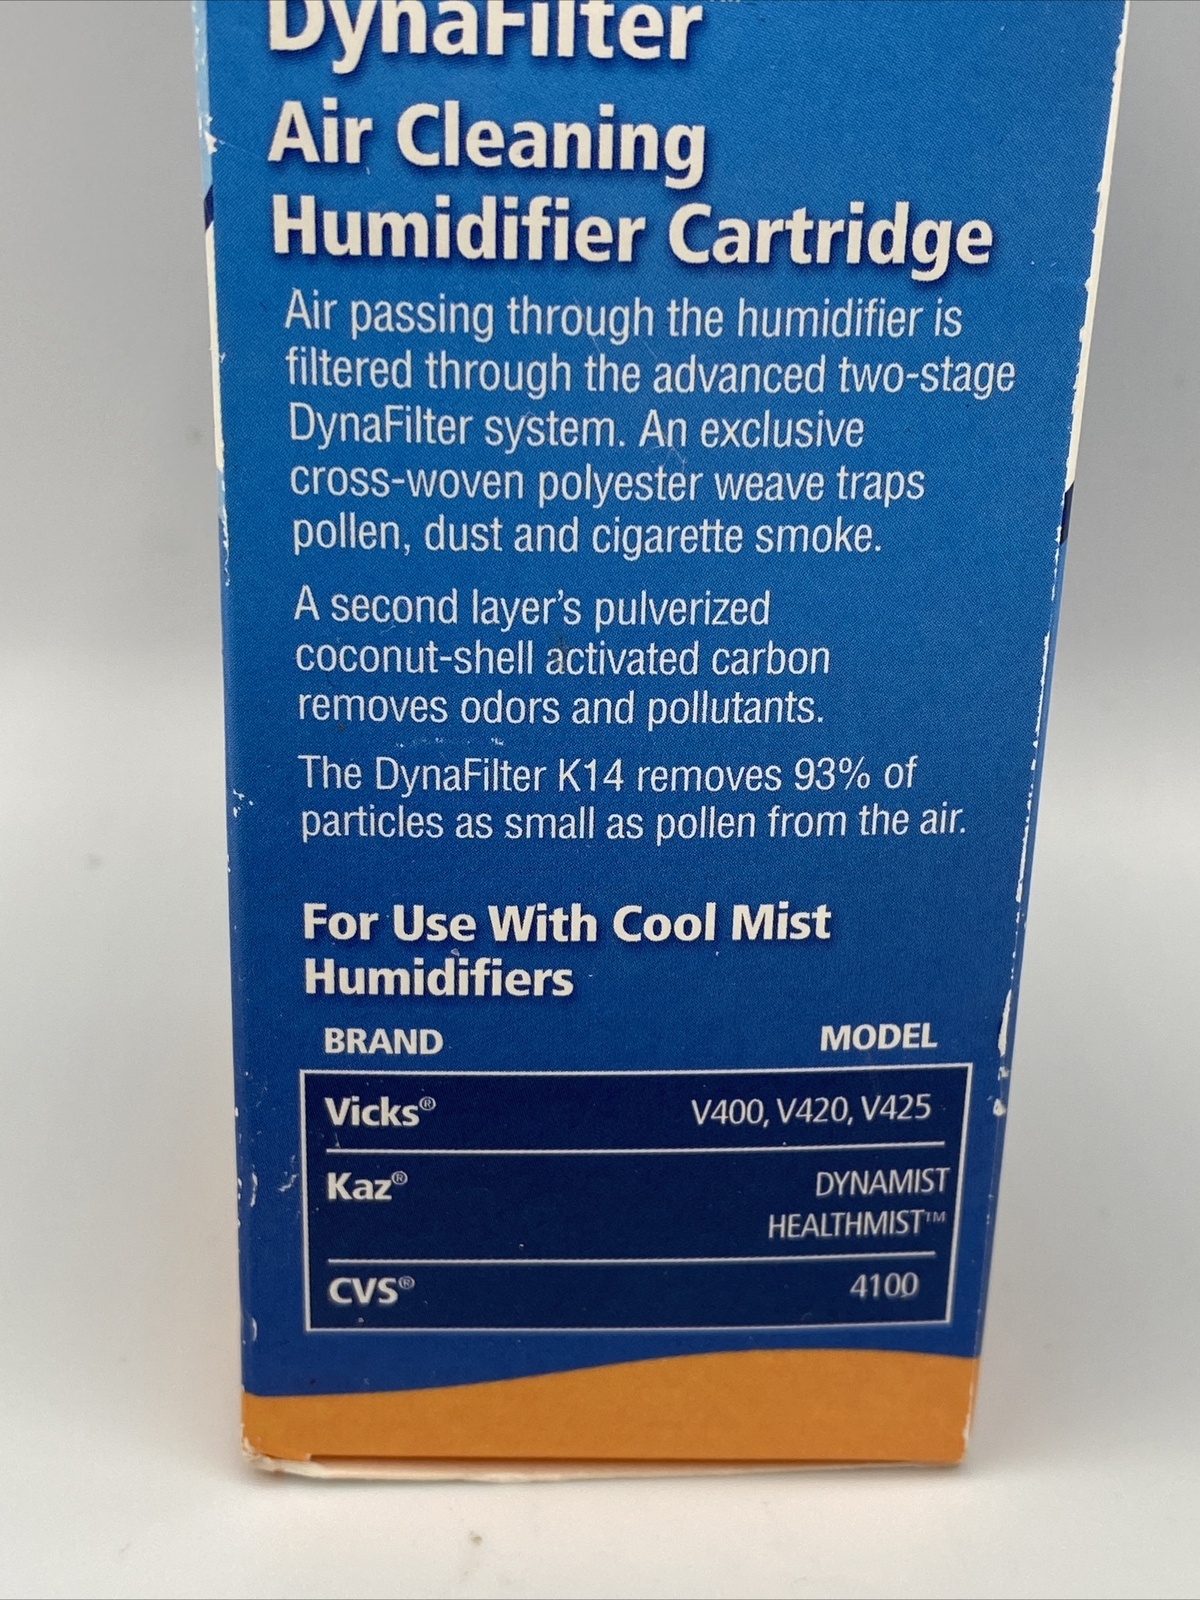 DynaFilter™
Air Cleaning
Humidifier Cartridge
Air passing through the humidifier is
filtered through the advanced two-stage
DynaFilter system. An exclusive
cross-woven polyester weave traps
pollen, dust and cigarette smoke.
A second layer's pulverized
coconut-shell activated carbon
removes odors and pollutants.
The DynaFilter K14 removes 93% of
particles as small as pollen from the air.
For Use With Cool Mist
Humidifiers
BRAND MODEL
Vicks® V400, V420, V425
Kaz® DYNAMIST
HEALTHMIST™
CVS® 4100